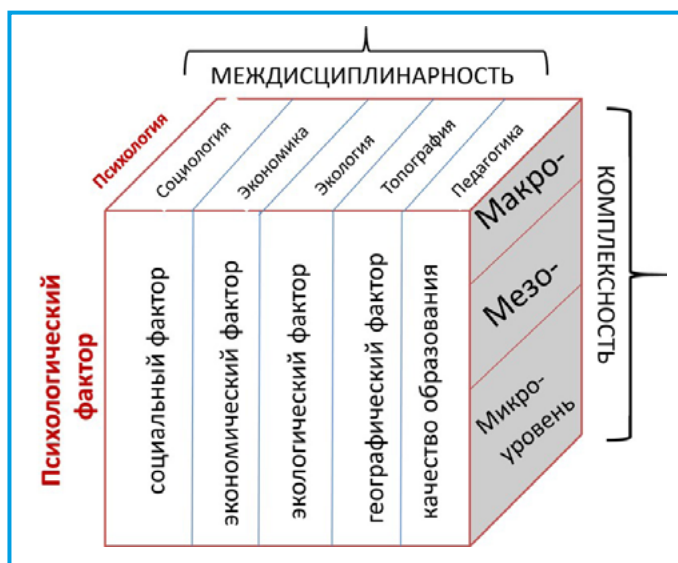 МЕЖДИСЦИПЛИНАРНОСТЬ
Психология
Социология
Экономика
Экология
Топография
Педагогика
Макро-
Мезо-
Микро-
уровень
КОМПЛЕКСНОСТЬ
Психологический
фактор
социальный фактор
экономический фактор
экологический фактор
географический фактор
качество образования